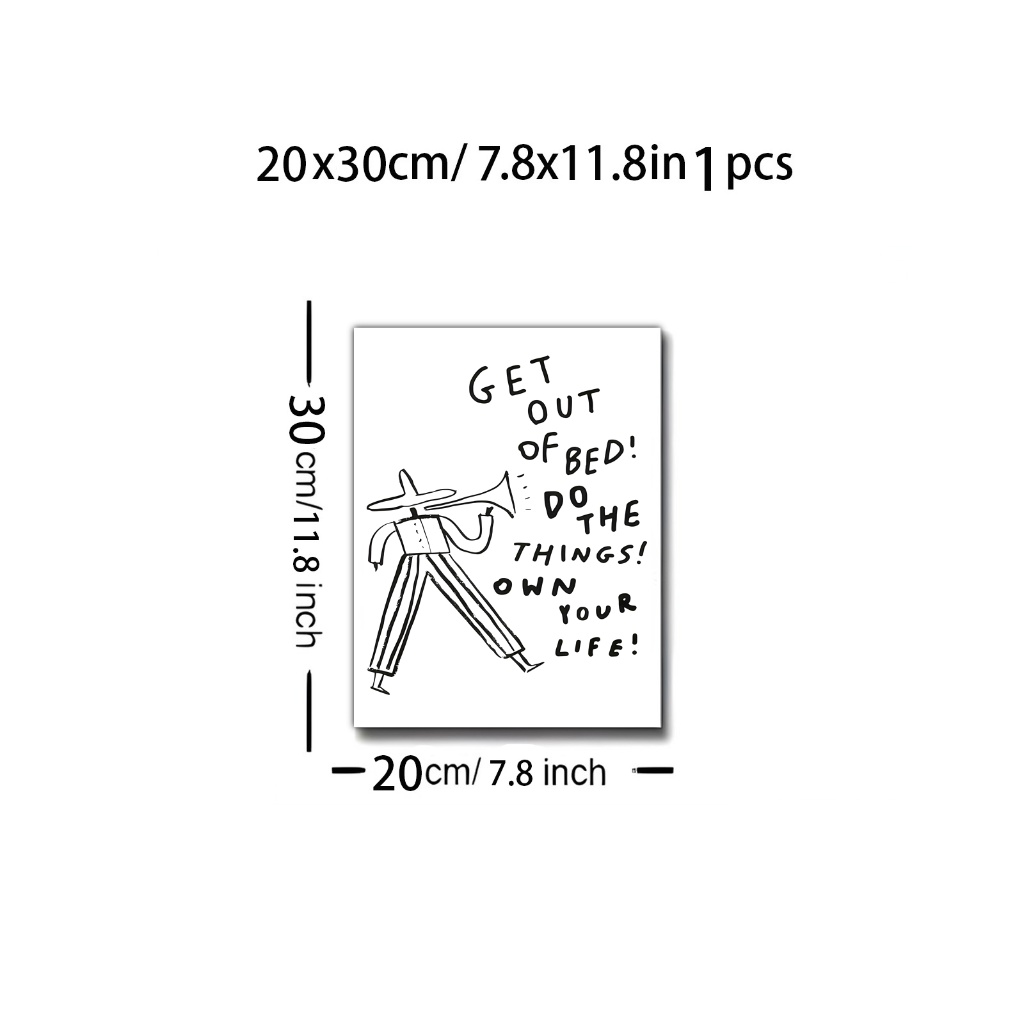 20x30cm/ 7.8x11.8in 1 pcs
GET
OUT
OF BED!
DO
THE
THINGS!
OWN
YOUR
LIFE!
30cm/11.8 inch
20cm/ 7.8 inch